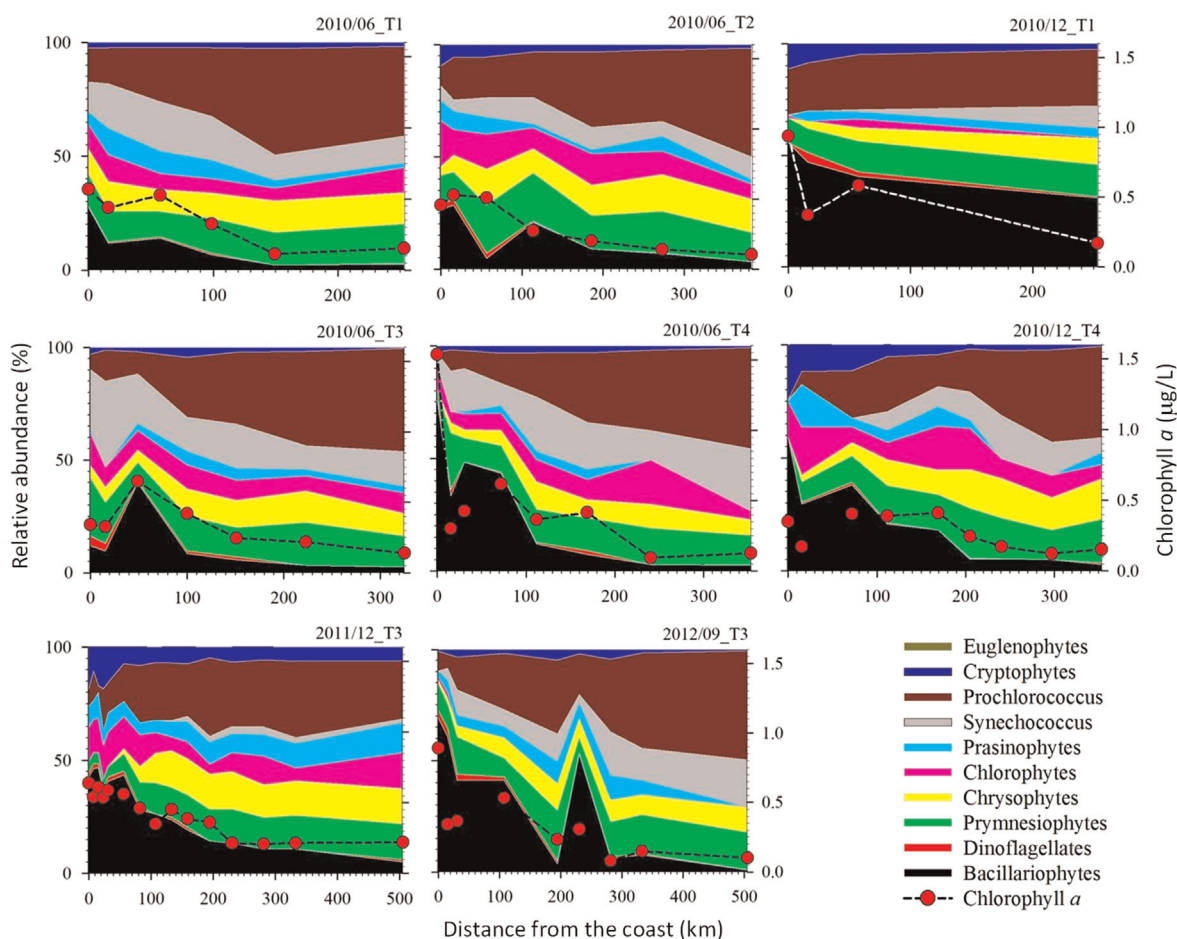 2010/06_T1
2010/06_T2
2010/12_T1
100
50
0
0 100 200
0 100 200 300
0 100 200
1.5
1.0
0.5
0.0
2010/06_T3
2010/06_T4
2010/12_T4
100
50
0
0 100 200 300
0 100 200 300
0 100 200 300
1.5
1.0
0.5
0.0
Relative abundance (%)
Chlorophyll a (µg/L)
2011/12_T3
2012/09_T3
100
50
0
0 100 200 300 400 500
0 100 200 300 400 500
1.5
1.0
0.5
0.0
Euglenophytes
Cryptophytes
Prochlorococcus
Synechococcus
Prasinophytes
Chlorophytes
Chrysophytes
Prymnesiophytes
Dinoflagellates
Bacillariophytes
Chlorophyll a
Distance from the coast (km)